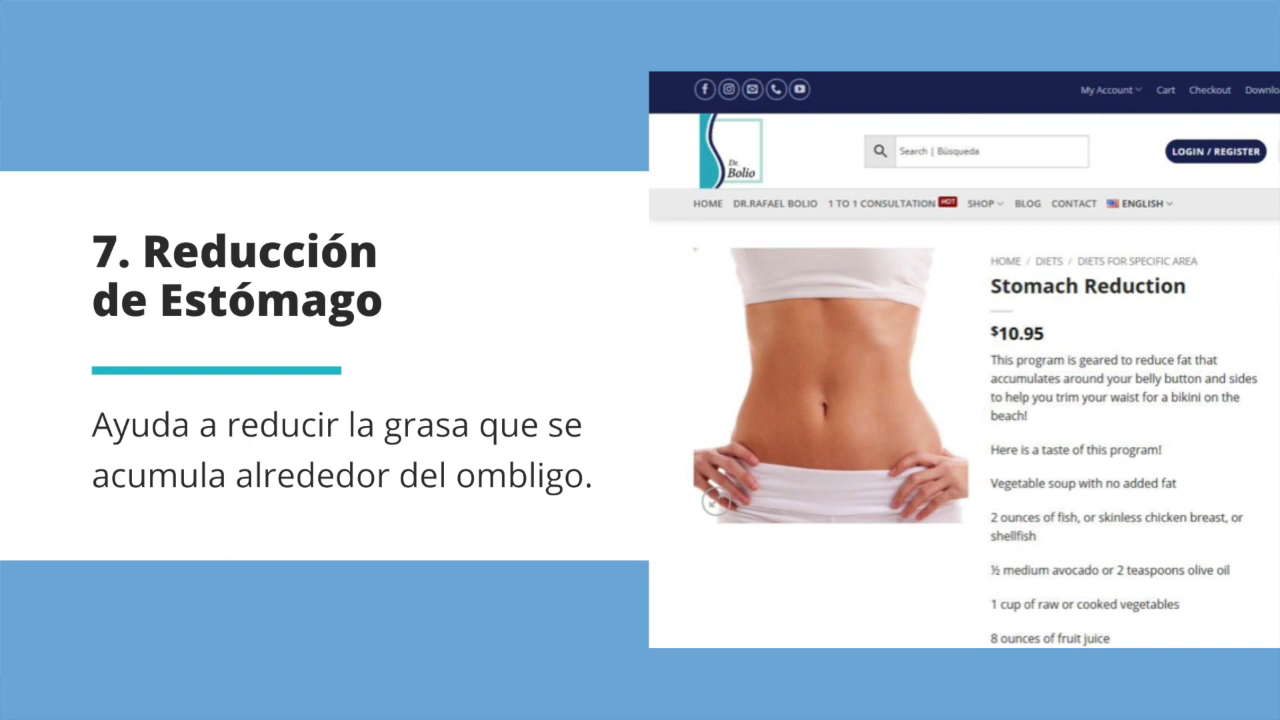 7. Reducción
de Estómago
Ayuda a reducir la grasa que se
acumula alrededor del ombligo.
My Account Cart Checkout
Dr.
Bolio
Search | Búsqueda
LOGIN / REGISTER
HOME DR.RAFAEL BOLIO 1 TO 1 CONSULTATION HOT SHOP BLOG CONTACT ENGLISH
HOME / DIETS / DIETS FOR SPECIFIC AREA
Stomach Reduction
$10.95
This program is geared to reduce fat that
accumulates around your belly button and sides
to help you trim your waist for a bikini on the
beach!
Here is a taste of this program!
Vegetable soup with no added fat
2 ounces of fish, or skinless chicken breast, or
shellfish
½ medium avocado or 2 teaspoons olive oil
1 cup of raw or cooked vegetables
8 ounces of fruit juice